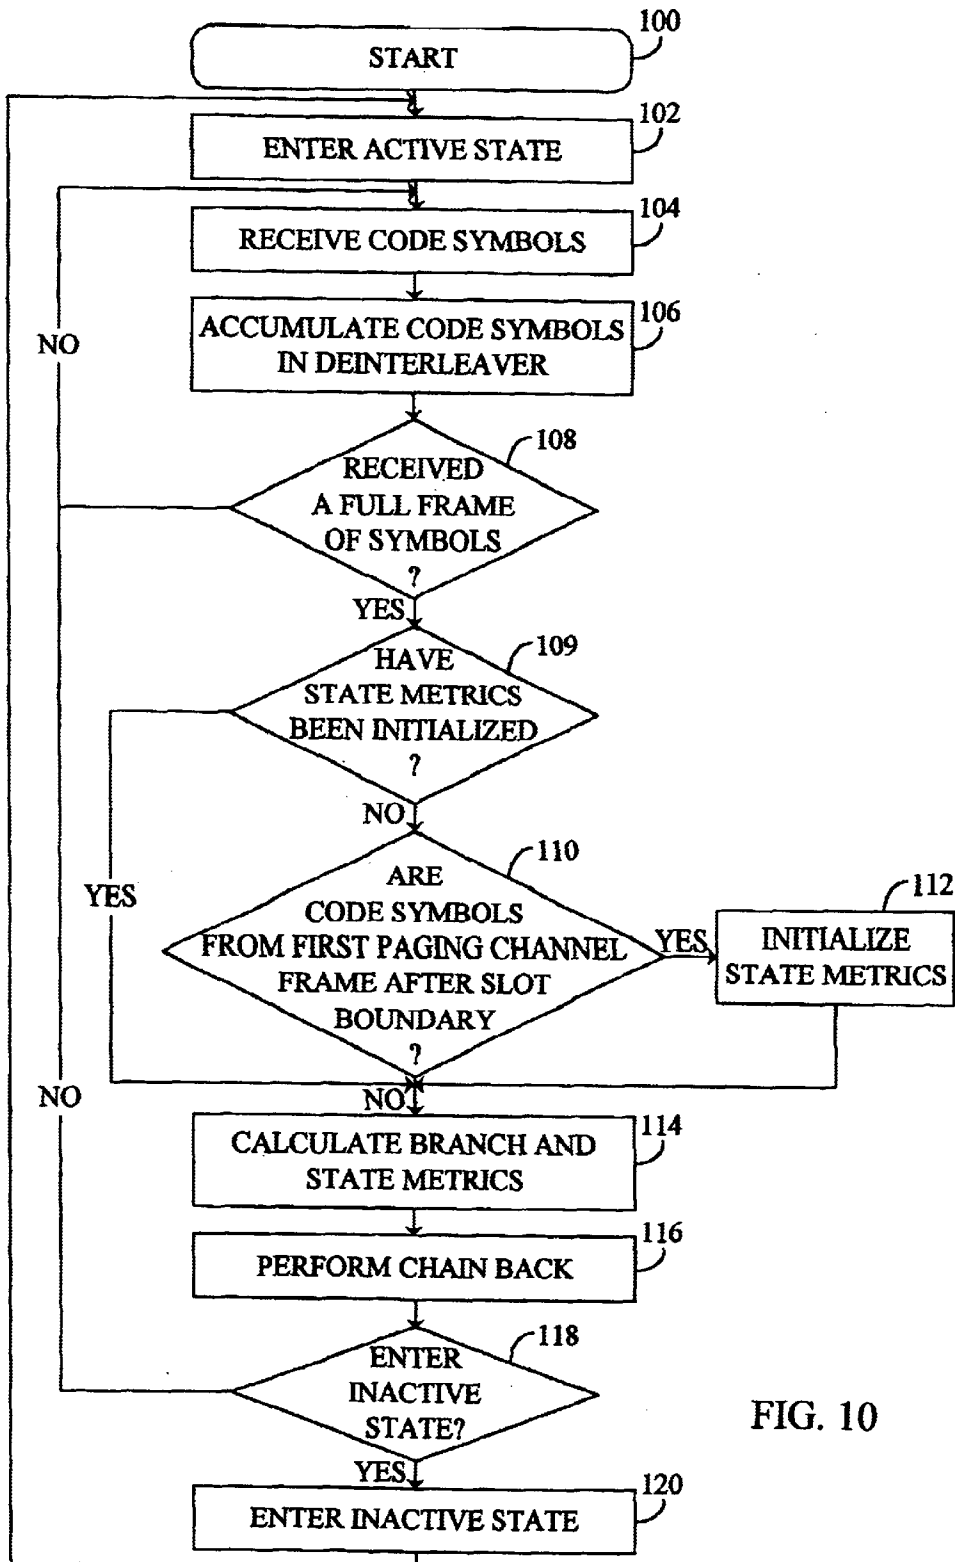 100
START
102
ENTER ACTIVE STATE
104
RECEIVE CODE SYMBOLS
106
ACCUMULATE CODE SYMBOLS
IN DEINTERLEAVER
NO
108
RECEIVED
A FULL FRAME
OF SYMBOLS
?
YES
109
HAVE
STATE METRICS
BEEN INITIALIZED
?
NO
110
ARE
CODE SYMBOLS
FROM FIRST PAGING CHANNEL
FRAME AFTER SLOT
BOUNDARY
?
YES
YES
112
INITIALIZE
STATE METRICS
NO
NO
114
CALCULATE BRANCH AND
STATE METRICS
116
PERFORM CHAIN BACK
118
ENTER
INACTIVE
STATE?
FIG. 10
YES
120
ENTER INACTIVE STATE